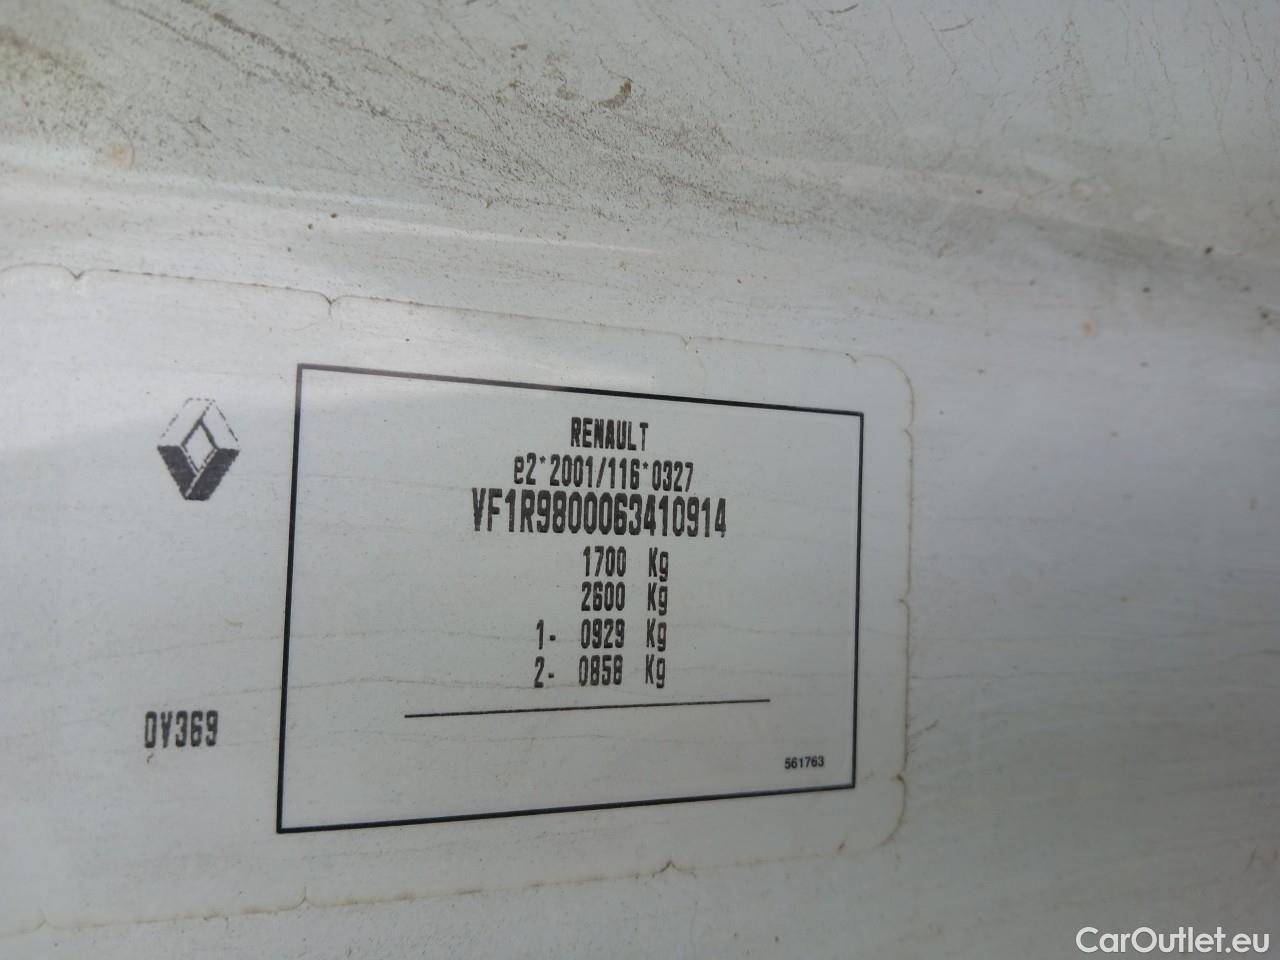 RENAULT
e2*2001/116*0327
VF1R9800063410914
1700 Kg
2600 Kg
1- 0929 Kg
2- 0858 Kg
0V369
561763
CarOutlet.eu